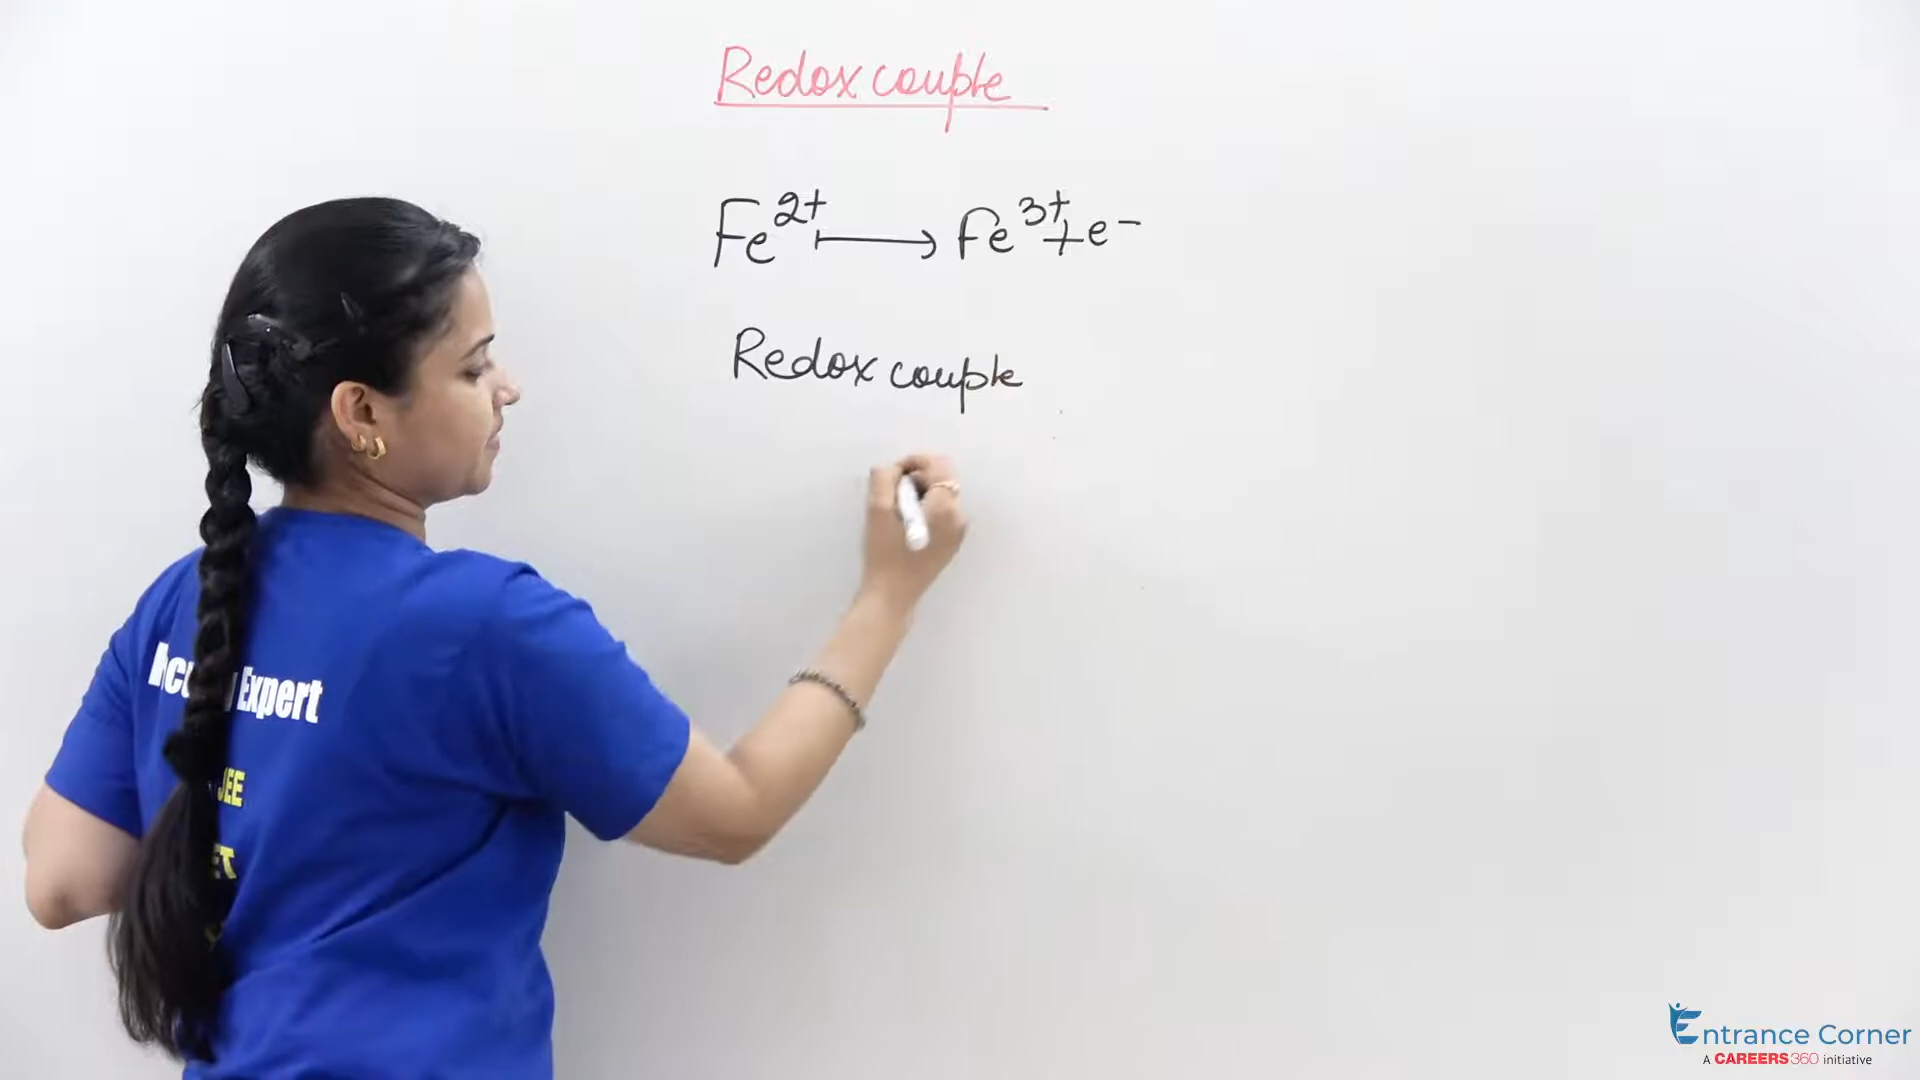 Redox couple
Fe2+ ⟼ Fe3+ + e−
Redox couple
Expert
JEE
Entrance Corner
A CAREERS360 initiative